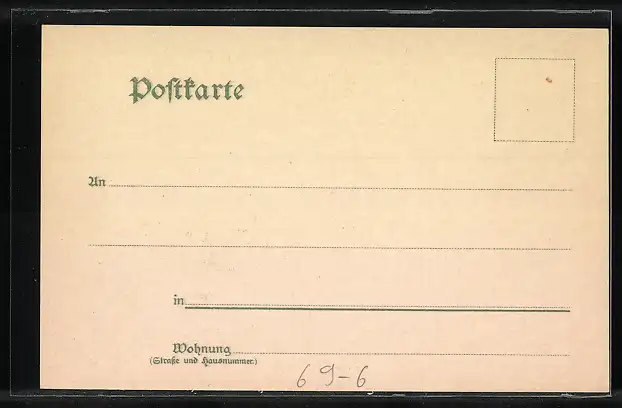 Postkarte
An
in
Wohnung
(Straße und Hausnummer)
69-6